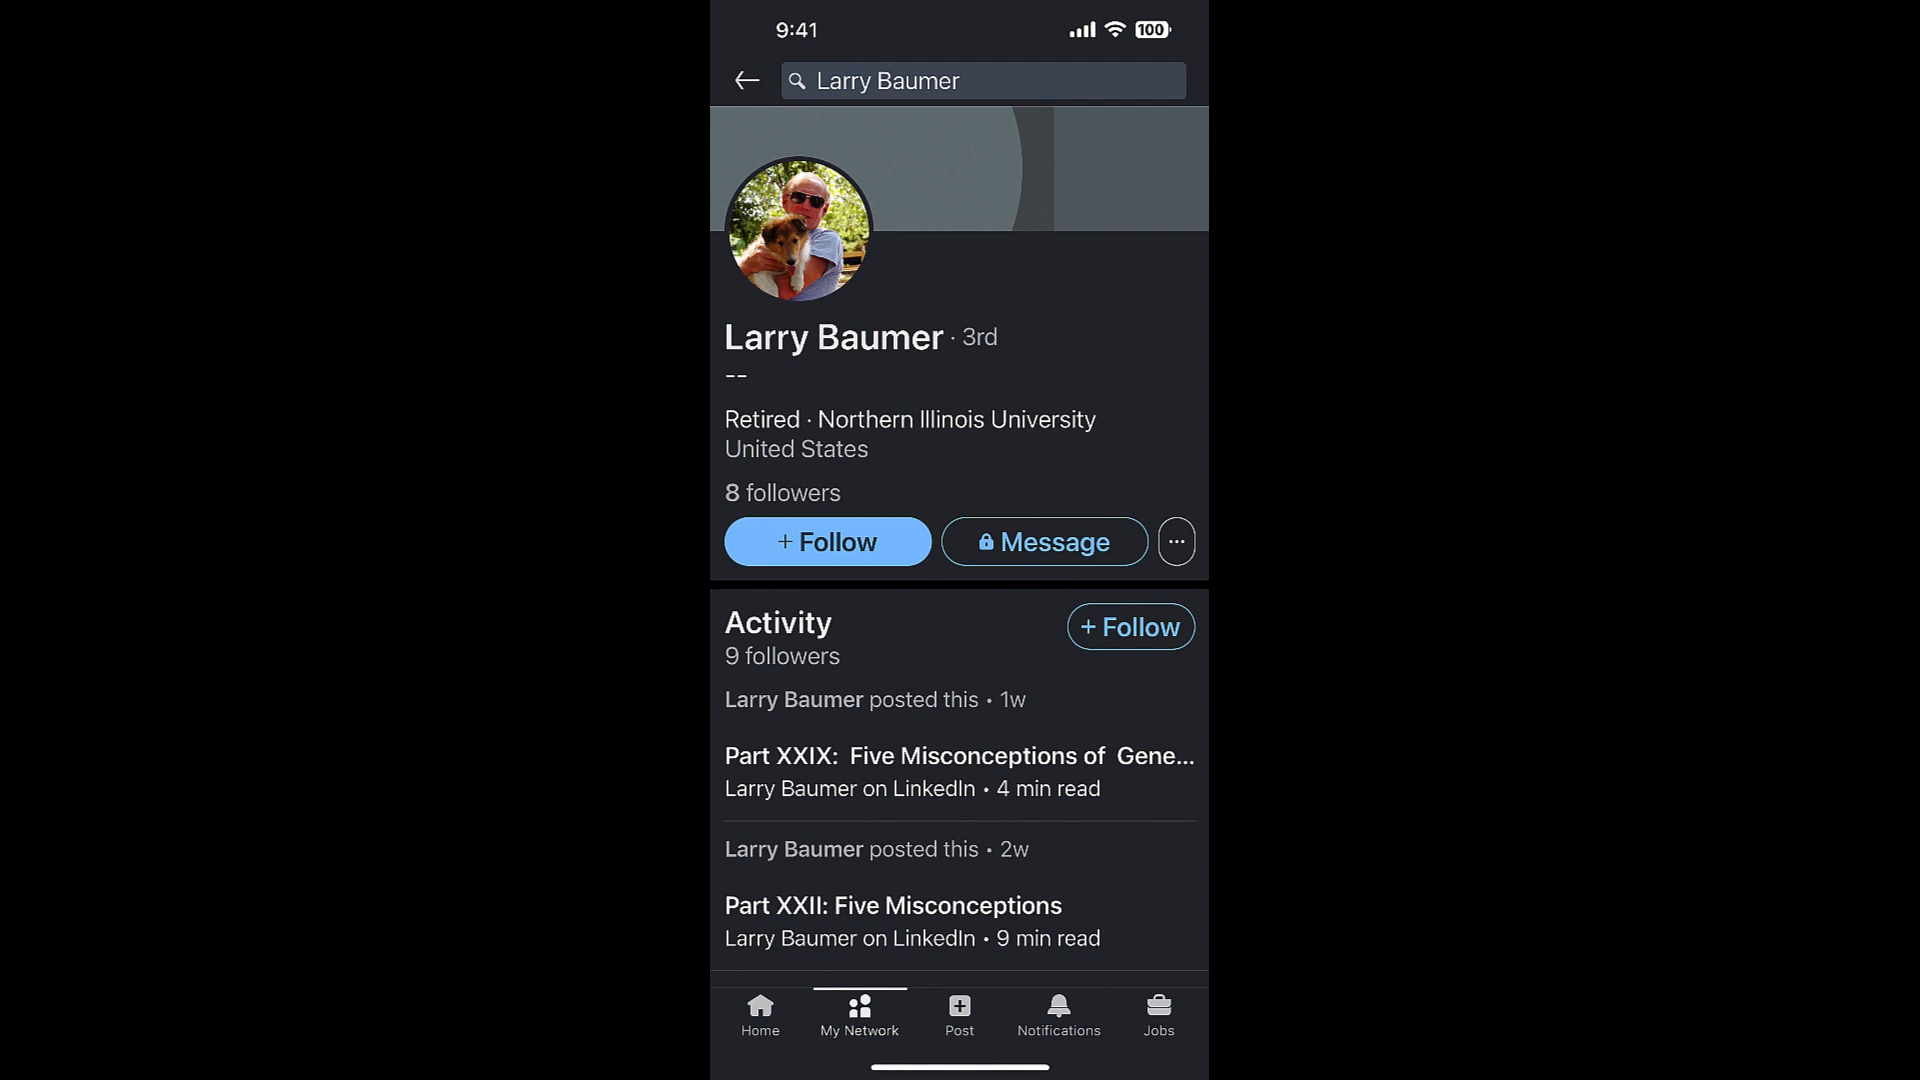 9:41
100
Larry Baumer
Larry Baumer · 3rd
--
Retired · Northern Illinois University
United States
8 followers
+ Follow
Message
...
Activity
+ Follow
9 followers
Larry Baumer posted this • 1w
Part XXIX:  Five Misconceptions of  Gene...
Larry Baumer on LinkedIn • 4 min read
Larry Baumer posted this • 2w
Part XXII: Five Misconceptions
Larry Baumer on LinkedIn • 9 min read
Home
My Network
Post
Notifications
Jobs